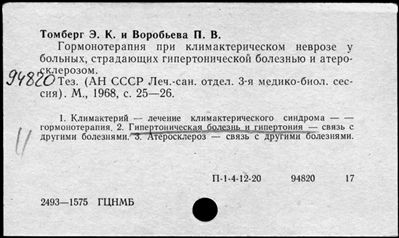 Томберг Э. К. и Воробьева П. В.
Гормонотерапия при климактерическом неврозе у
больных, страдающих гипертонической болезнью и атеро-
склерозом.
94820
Тез. (АН СССР Леч.-сан. отдел. 3-я медико-биол. сес-
сия). М., 1968, с. 25—26.
1. Климактерий — лечение климактерического синдрома — —
гормонотерапия. 2. Гипертоническая болезнь и гипертония — связь с
другими болезнями. 3. Атеросклероз — связь с другими болезнями.
11
П-1-4-12-20 94820 17
2493—1575 ГЦНМБ